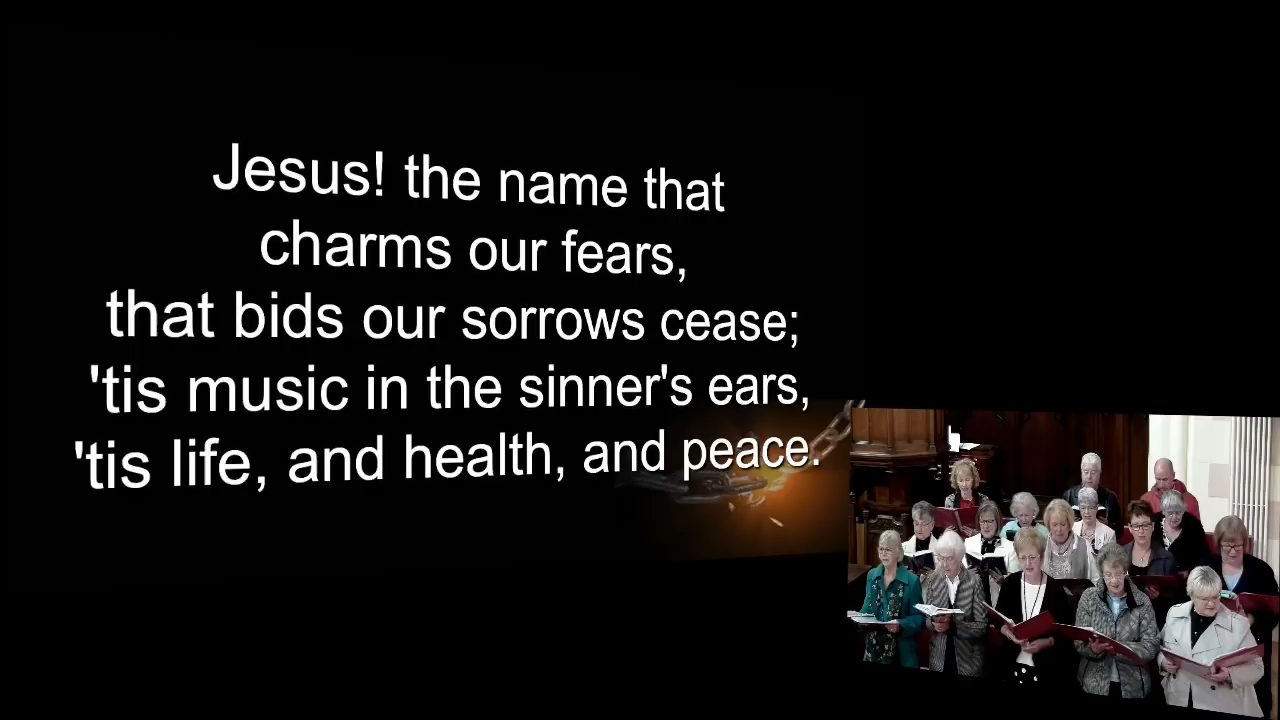 Jesus! the name that
charms our fears,
that bids our sorrows cease;
'tis music in the sinner's ears,
'tis life, and health, and peace.